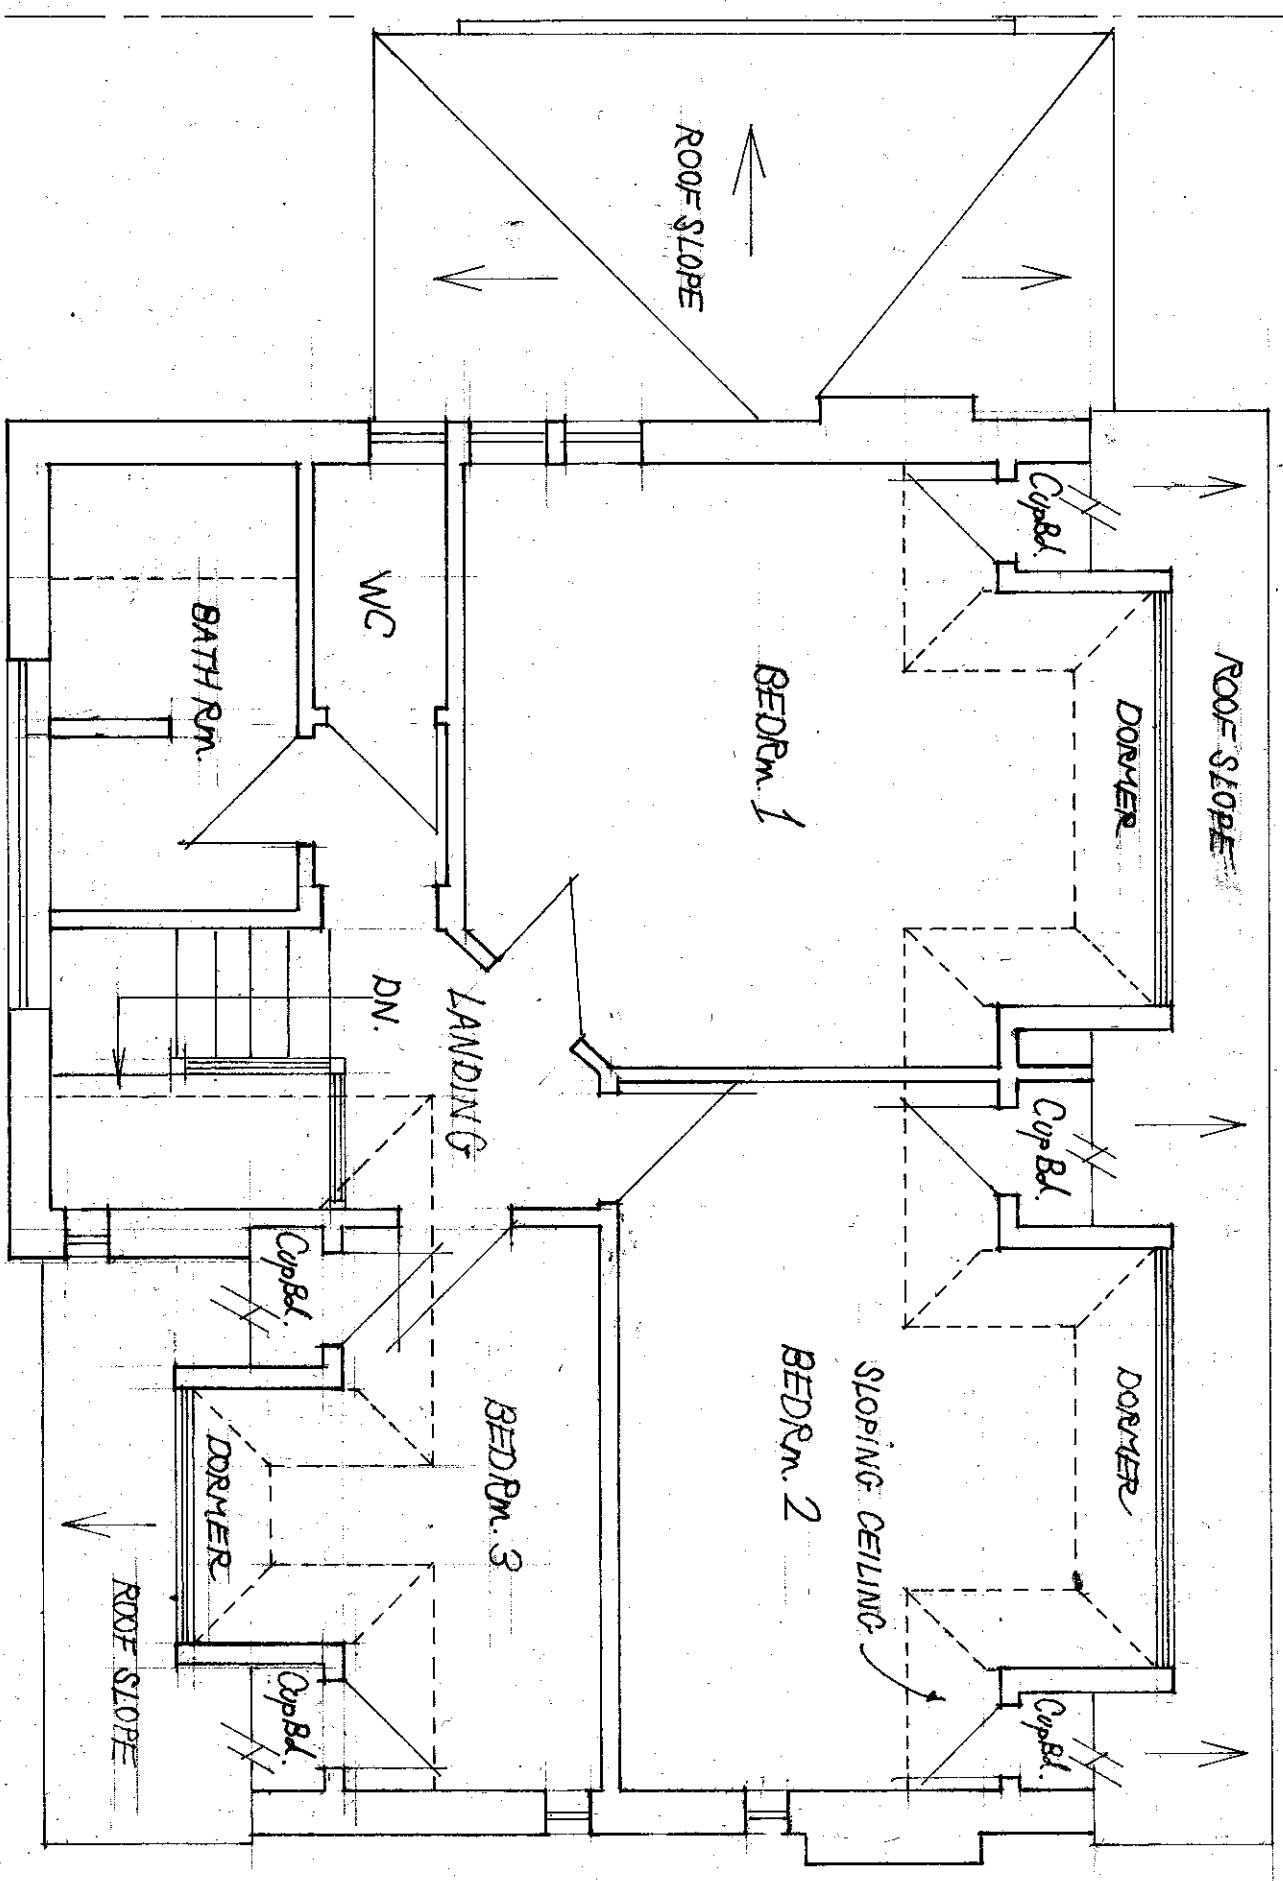 ROOF SLOPE
CupBd.
DORMER
ROOF SLOPE
CupBd.
DORMER
CupBd.
BEDRm. 1
SLOPING CEILING
BEDRm. 2
WC
LANDING
DN.
BEDRm. 3
BATH Rm.
CupBd.
DORMER
CupBd.
ROOF SLOPE